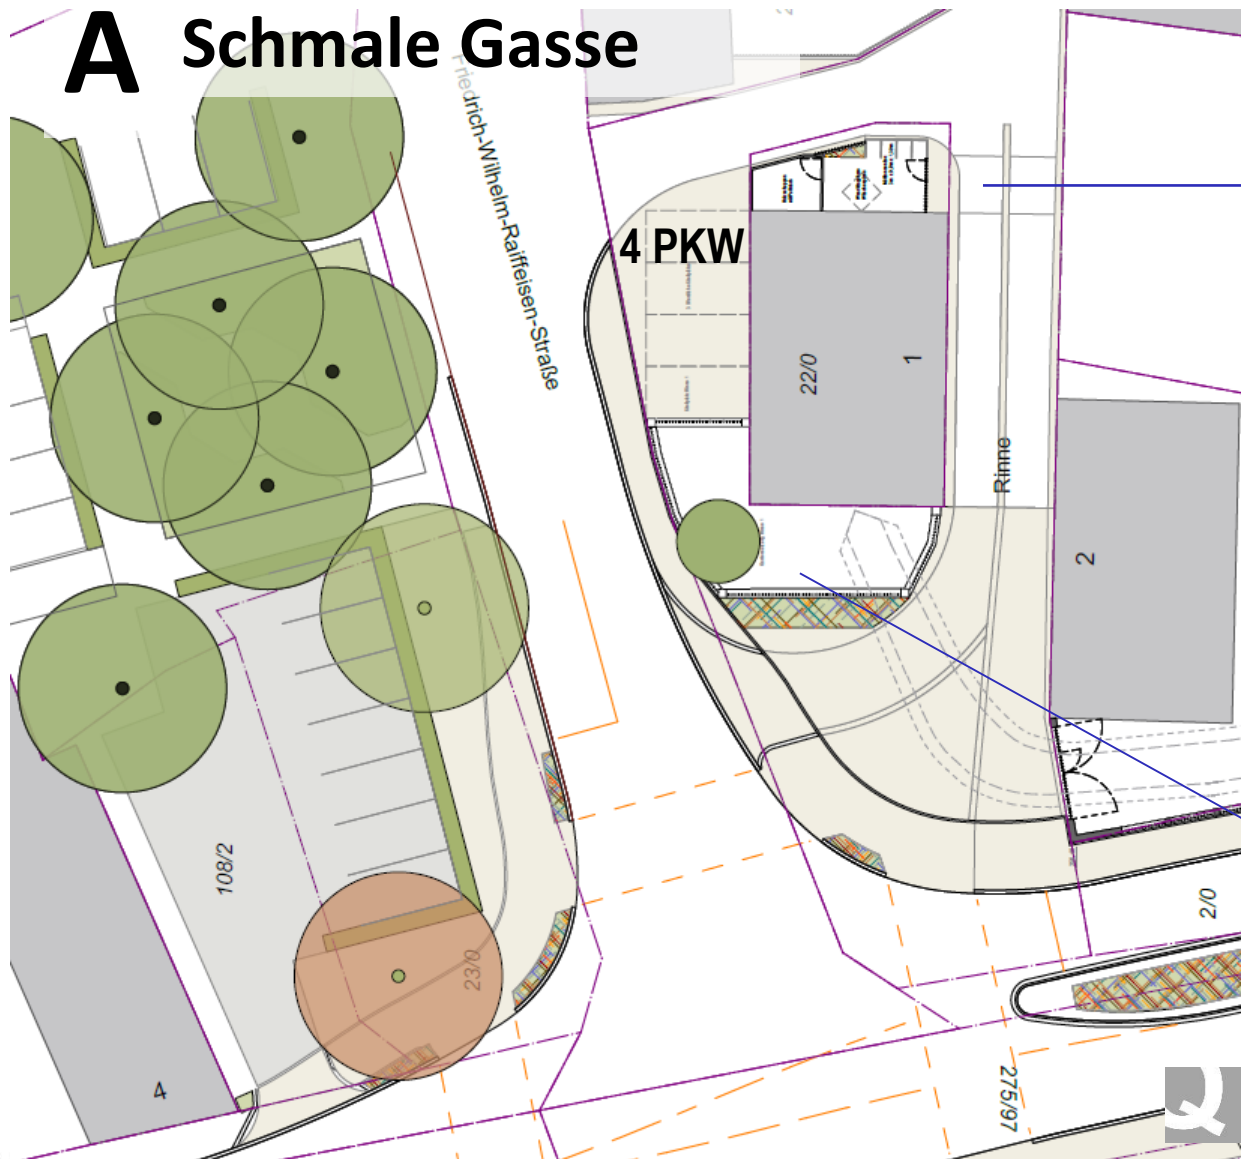 A Schmale Gasse
Friedrich-Wilhelm-Raiffeisen-Straße
4 PKW
22/0
1
Rinne
2
108/2
23/0
4
2/0
275/97
Q